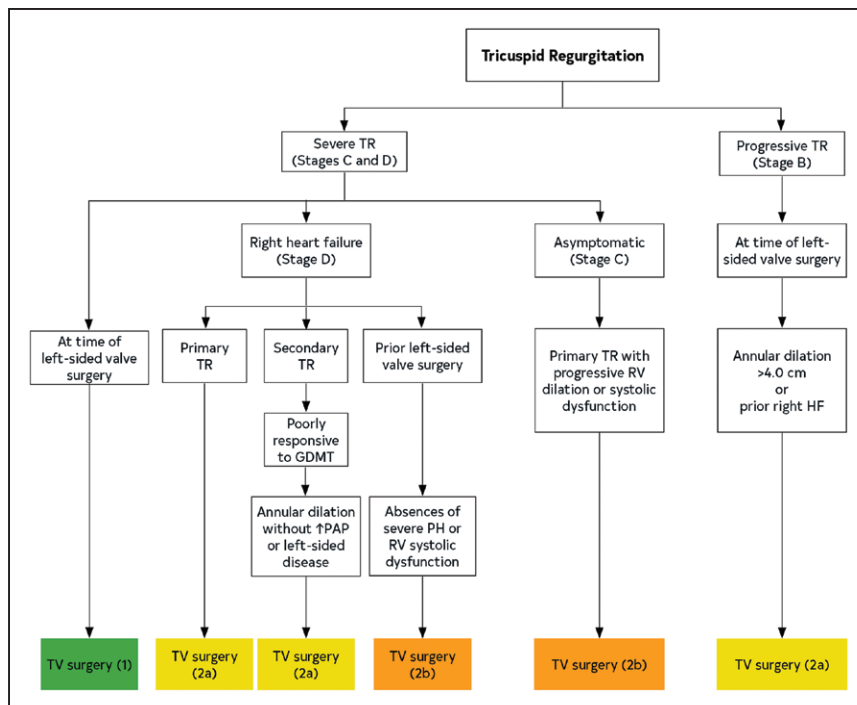 Tricuspid Regurgitation
Severe TR
(Stages C and D)
Progressive TR
(Stage B)
Right heart failure
(Stage D)
Asymptomatic
(Stage C)
At time of left-
sided valve surgery
At time of
left-sided valve
surgery
Primary
TR
Secondary
TR
Prior left-sided
valve surgery
Primary TR with
progressive RV
dilation or systolic
dysfunction
Annular dilation
>4.0 cm
or
prior right HF
Poorly
responsive
to GDMT
Annular dilation
without ↑PAP
or left-sided
disease
Absences of
severe PH or
RV systolic
dysfunction
TV surgery (1)
TV surgery
(2a)
TV surgery
(2a)
TV surgery
(2b)
TV surgery (2b)
TV surgery (2a)